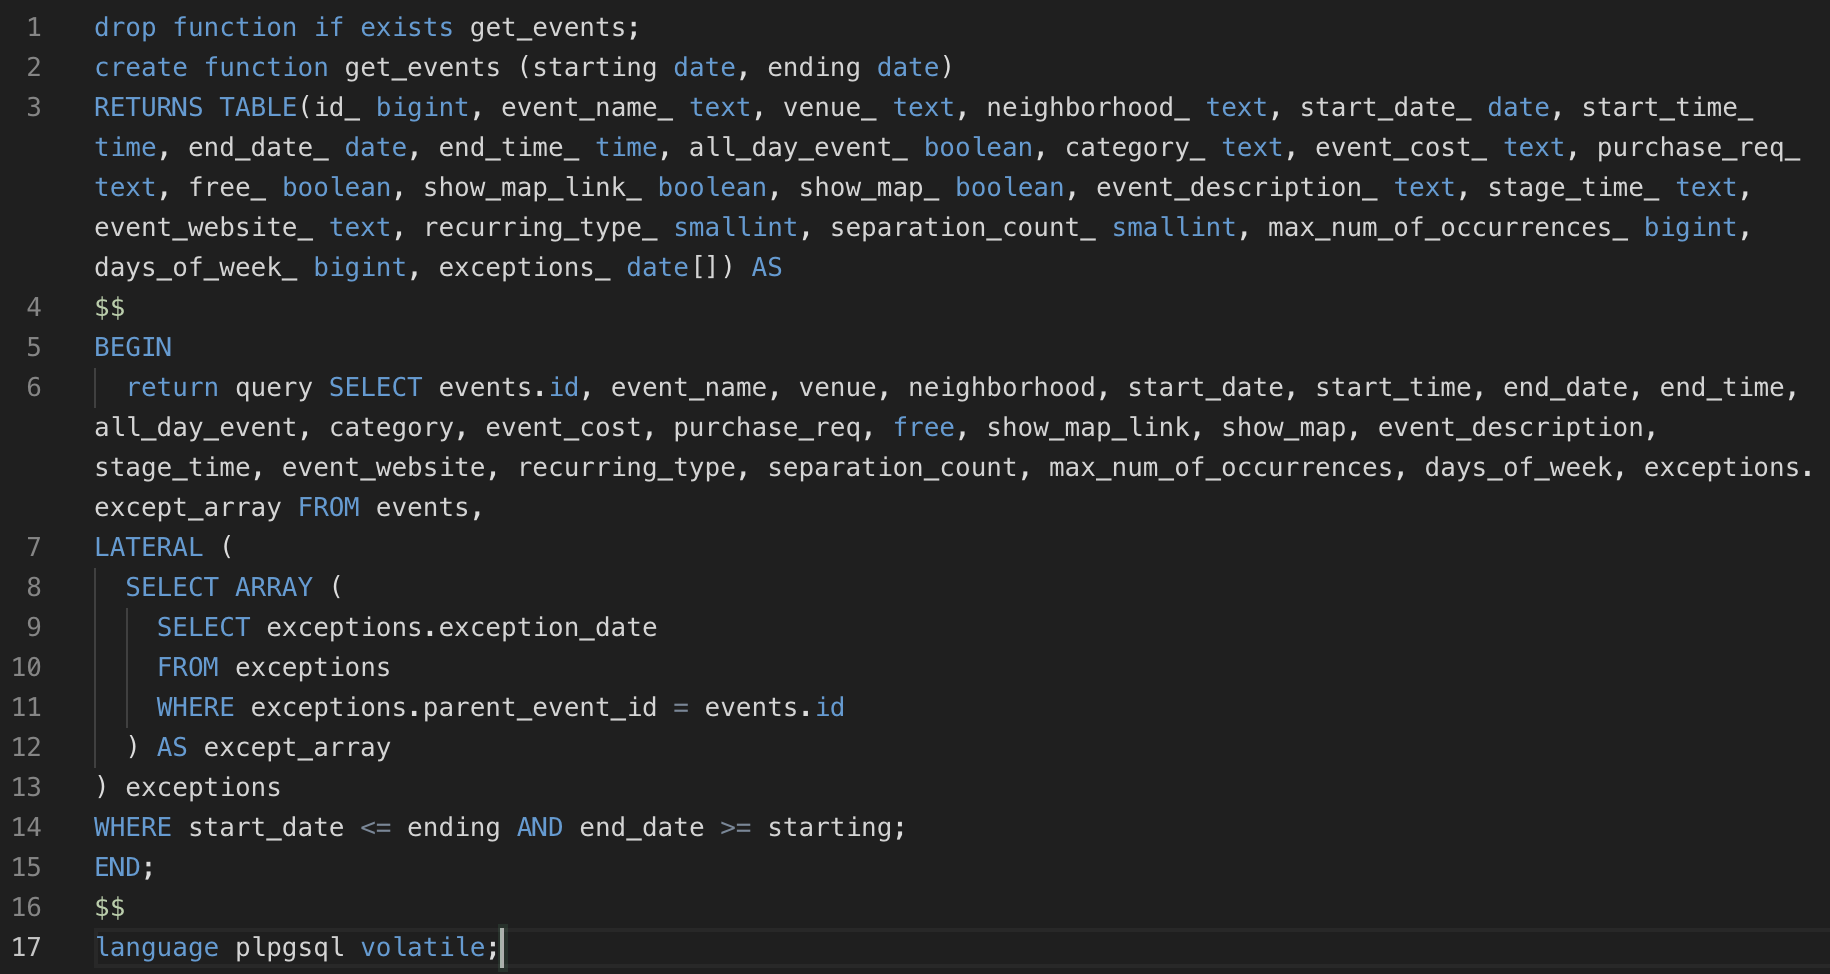 1 drop function if exists get_events;
2 create function get_events (starting date, ending date)
3 RETURNS TABLE(id_ bigint, event_name_ text, venue_ text, neighborhood_ text, start_date_ date, start_time_
time, end_date_ date, end_time_ time, all_day_event_ boolean, category_ text, event_cost_ text, purchase_req_
text, free_ boolean, show_map_link_ boolean, show_map_ boolean, event_description_ text, stage_time_ text,
event_website_ text, recurring_type_ smallint, separation_count_ smallint, max_num_of_occurrences_ bigint,
days_of_week_ bigint, exceptions_ date[]) AS
4 $$
5 BEGIN
6   return query SELECT events.id, event_name, venue, neighborhood, start_date, start_time, end_date, end_time,
all_day_event, category, event_cost, purchase_req, free, show_map_link, show_map, event_description,
stage_time, event_website, recurring_type, separation_count, max_num_of_occurrences, days_of_week, exceptions.
except_array FROM events,
7 LATERAL (
8   SELECT ARRAY (
9     SELECT exceptions.exception_date
10     FROM exceptions
11     WHERE exceptions.parent_event_id = events.id
12   ) AS except_array
13 ) exceptions
14 WHERE start_date <= ending AND end_date >= starting;
15 END;
16 $$
17 language plpgsql volatile;